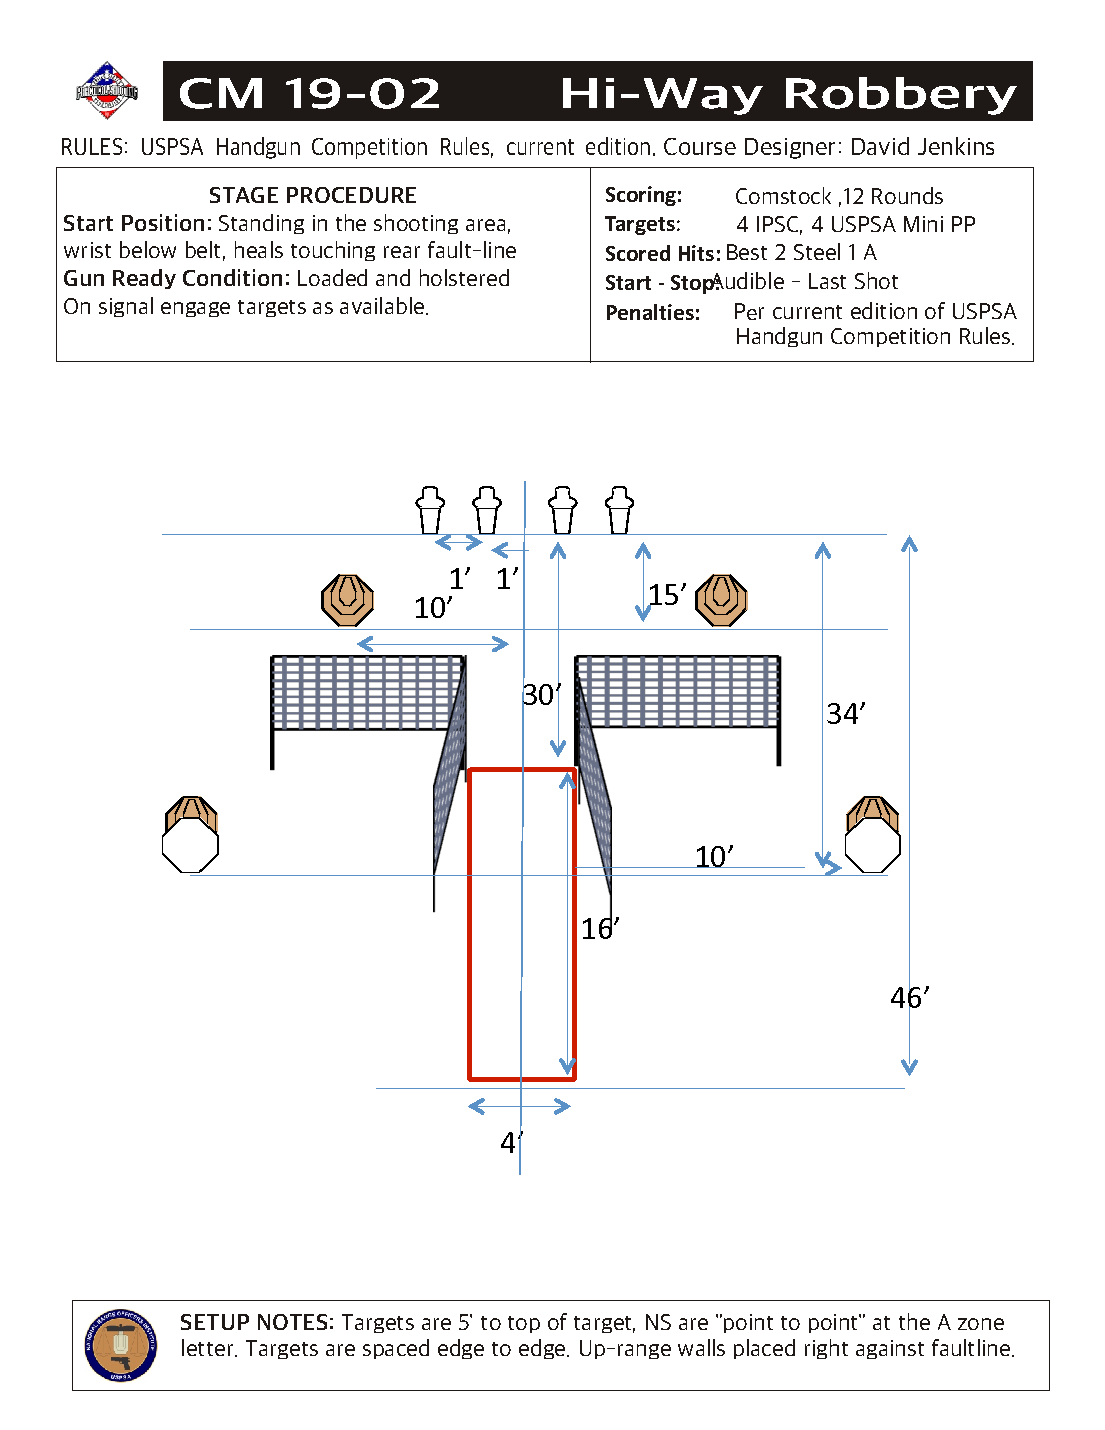 CM 19-02 Hi-Way Robbery
RULES: USPSA Handgun Competition Rules, current edition. Course Designer: David Jenkins
STAGE PROCEDURE
Start Position: Standing in the shooting area,
wrist below belt, heals touching rear fault-line
Gun Ready Condition: Loaded and holstered
On signal engage targets as available.
Scoring: Comstock ,12 Rounds
Targets: 4 IPSC, 4 USPSA Mini PP
Scored Hits: Best 2 Steel 1 A
Start - Stop: Audible - Last Shot
Penalties: Per current edition of USPSA
Handgun Competition Rules.
1’ 1’
10’
15’
30’
34’
10’
16’
46’
4’
SETUP NOTES: Targets are 5' to top of target, NS are "point to point" at the A zone
letter. Targets are spaced edge to edge. Up-range walls placed right against faultline.
USPSA